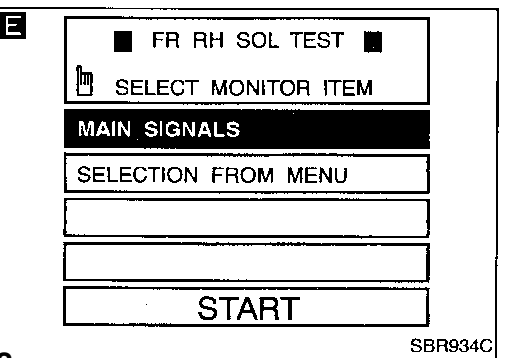 E
FR RH SOL TEST
SELECT MONITOR ITEM
MAIN SIGNALS
SELECTION FROM MENU
START
SBR934C